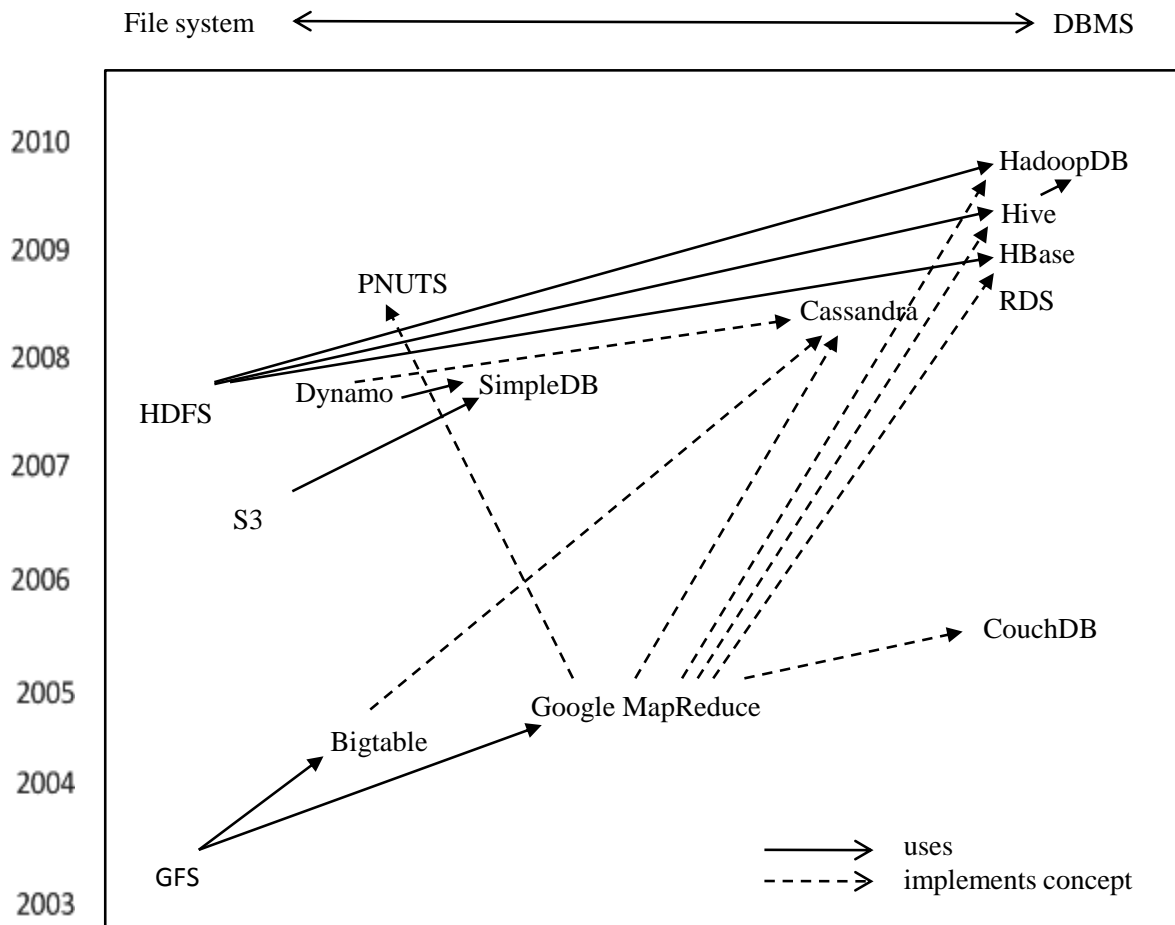 File system DBMS
2010
HadoopDB
Hive
2009
HBase
PNUTS
RDS
Cassandra
2008
Dynamo SimpleDB
HDFS
2007
S3
2006
CouchDB
2005
Google MapReduce
Bigtable
2004
uses
GFS
implements concept
2003